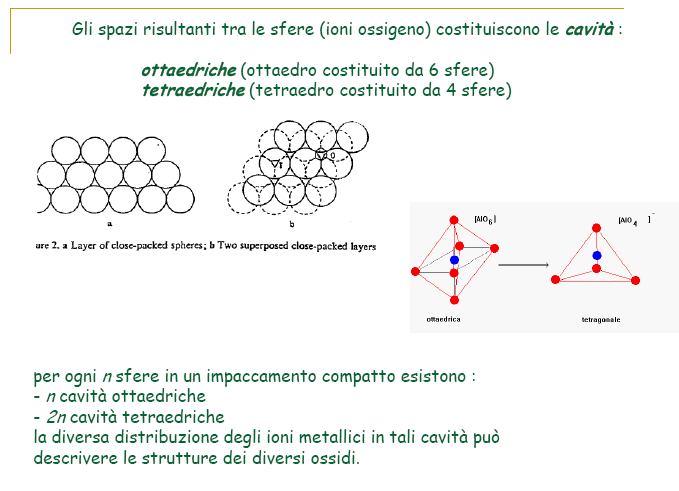 Gli spazi risultanti tra le sfere (ioni ossigeno) costituiscono le cavità :
ottaedriche (ottaedro costituito da 6 sfere)
tetraedriche (tetraedro costituito da 4 sfere)
T
O
a
b
ure 2. a Layer of close-packed spheres; b Two superposed close-packed layers
[AlO6]
[AlO4 ]-
ottaedrica
tetragonale
per ogni n sfere in un impaccamento compatto esistono :
- n cavità ottaedriche
- 2n cavità tetraedriche
la diversa distribuzione degli ioni metallici in tali cavità può
descrivere le strutture dei diversi ossidi.